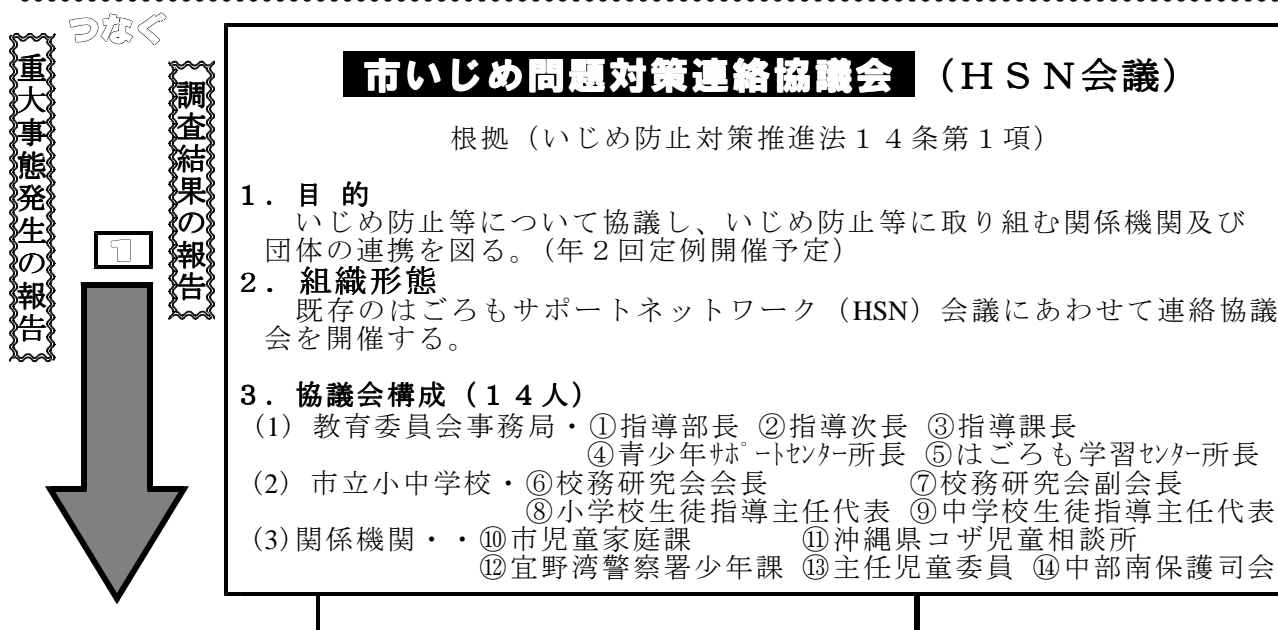 つなぐ
重大事態発生の報告
調査結果の報告
1
市いじめ問題対策連絡協議会（ＨＳＮ会議）
根拠（いじめ防止対策推進法１４条第１項）
１．目 的
いじめ防止等について協議し、いじめ防止等に取り組む関係機関及び
団体の連携を図る。（年２回定例開催予定）
２．組織形態
既存のはごろもサポートネットワーク（HSN）会議にあわせて連絡協議
会を開催する。
３．協議会構成（１４人）
(1) 教育委員会事務局・①指導部長 ②指導次長 ③指導課長
④青少年ｻﾎﾟｰﾄｾﾝﾀｰ所長 ⑤はごろも学習ｾﾝﾀｰ所長
(2) 市立小中学校・⑥校務研究会会長 ⑦校務研究会副会長
⑧小学校生徒指導主任代表 ⑨中学校生徒指導主任代表
(3)関係機関・・⑩市児童家庭課 ⑪沖縄県コザ児童相談所
⑫宜野湾警察署少年課 ⑬主任児童委員 ⑭中部南保護司会